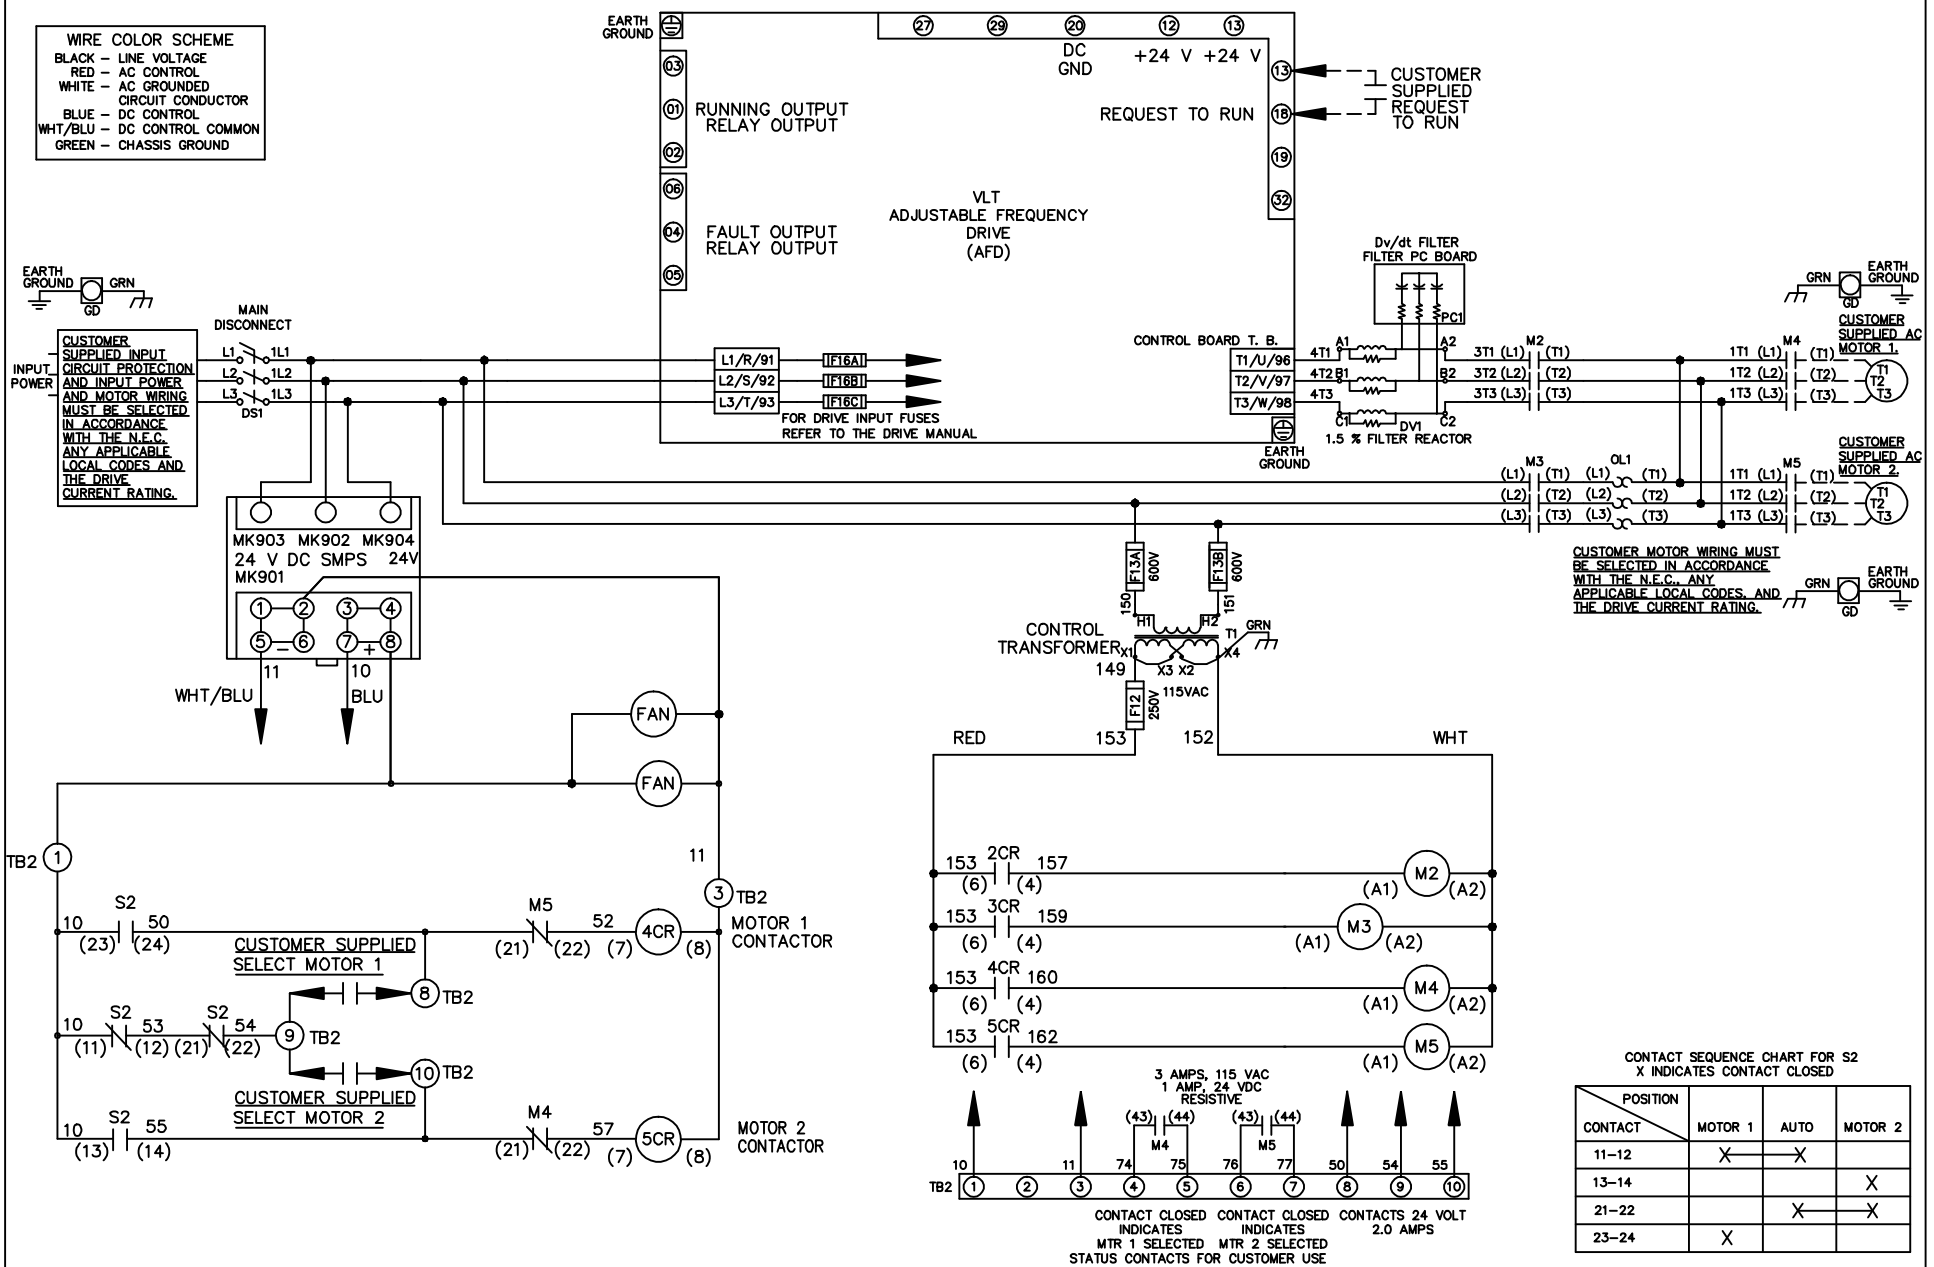 WIRE COLOR SCHEME
BLACK – LINE VOLTAGE
RED – AC CONTROL
WHITE – AC GROUNDED
CIRCUIT CONDUCTOR
BLUE – DC CONTROL
WHT/BLU – DC CONTROL COMMON
GREEN – CHASSIS GROUND
EARTH
GROUND
27 29 20 12 13
DC
GND
+24 V +24 V
03
01
02
RUNNING OUTPUT
RELAY OUTPUT
06
04
05
FAULT OUTPUT
RELAY OUTPUT
VLT
ADJUSTABLE FREQUENCY
DRIVE
(AFD)
REQUEST TO RUN
13
18
19
32
CUSTOMER
SUPPLIED
REQUEST
TO RUN
EARTH
GROUND
GRN
GD
INPUT
POWER
CUSTOMER
SUPPLIED INPUT
CIRCUIT PROTECTION
AND INPUT POWER
AND MOTOR WIRING
MUST BE SELECTED
IN ACCORDANCE
WITH THE N.E.C.
ANY APPLICABLE
LOCAL CODES AND
THE DRIVE
CURRENT RATING.
MAIN
DISCONNECT
L1 1L1
L2 1L2
L3 1L3
DS1
L1/R/91 F16A
L2/S/92 F16B
L3/T/93 F16C
FOR DRIVE INPUT FUSES
REFER TO THE DRIVE MANUAL
CONTROL BOARD T. B.
T1/U/96
T2/V/97
T3/W/98
EARTH
GROUND
Dv/dt FILTER
FILTER PC BOARD
PC1
4T1 A1 A2
4T2 B1 B2
4T3 C1 C2
DV1
1.5 % FILTER REACTOR
M2
3T1 (L1) (T1)
3T2 (L2) (T2)
3T3 (L3) (T3)
M4
1T1 (L1) (T1)
1T2 (L2) (T2)
1T3 (L3) (T3)
GRN
GD
EARTH
GROUND
CUSTOMER
SUPPLIED AC
MOTOR 1.
T1
T2
T3
M3 OL1
(L1) (T1) (L1) (T1)
(L2) (T2) (L2) (T2)
(L3) (T3) (L3) (T3)
M5
1T1 (L1) (T1)
1T2 (L2) (T2)
1T3 (L3) (T3)
CUSTOMER
SUPPLIED AC
MOTOR 2.
T1
T2
T3
CUSTOMER MOTOR WIRING MUST
BE SELECTED IN ACCORDANCE
WITH THE N.E.C., ANY
APPLICABLE LOCAL CODES, AND
THE DRIVE CURRENT RATING.
GRN
GD
EARTH
GROUND
MK903 MK902 MK904
24 V DC SMPS 24V
MK901
1 2 3 4
5 – 6 7 + 8
11 10
WHT/BLU BLU
FAN
FAN
F13A 600V F13B 600V
150 151
H1 H2
CONTROL
TRANSFORMER
T1 GRN
X1 X3 X2 X4
149
F12 250V
115VAC
153 152
RED WHT
TB2 1
11
3 TB2
S2
10 50
(23) (24)
M5
52
(21) (22) (7) 4CR (8)
MOTOR 1
CONTACTOR
CUSTOMER SUPPLIED
SELECT MOTOR 1
8 TB2
S2 S2
10 53 54
(11) (12) (21) (22)
9 TB2
10 TB2
CUSTOMER SUPPLIED
SELECT MOTOR 2
S2
10 55
(13) (14)
M4
57
(21) (22) (7) 5CR (8)
MOTOR 2
CONTACTOR
2CR
153 157
(6) (4) (A1) M2 (A2)
3CR
153 159
(6) (4) (A1) M3 (A2)
4CR
153 160
(6) (4) (A1) M4 (A2)
5CR
153 162
(6) (4) (A1) M5 (A2)
3 AMPS, 115 VAC
1 AMP, 24 VDC
RESISTIVE
(43) (44) (43) (44)
M4 M5
10 11 74 75 76 77 50 54 55
TB2 1 2 3 4 5 6 7 8 9 10
CONTACT CLOSED
INDICATES
MTR 1 SELECTED
CONTACT CLOSED
INDICATES
MTR 2 SELECTED
CONTACTS 24 VOLT
2.0 AMPS
STATUS CONTACTS FOR CUSTOMER USE
CONTACT SEQUENCE CHART FOR S2
X INDICATES CONTACT CLOSED
POSITION
CONTACT MOTOR 1 AUTO MOTOR 2
11–12 X X
13–14 X
21–22 X X
23–24 X